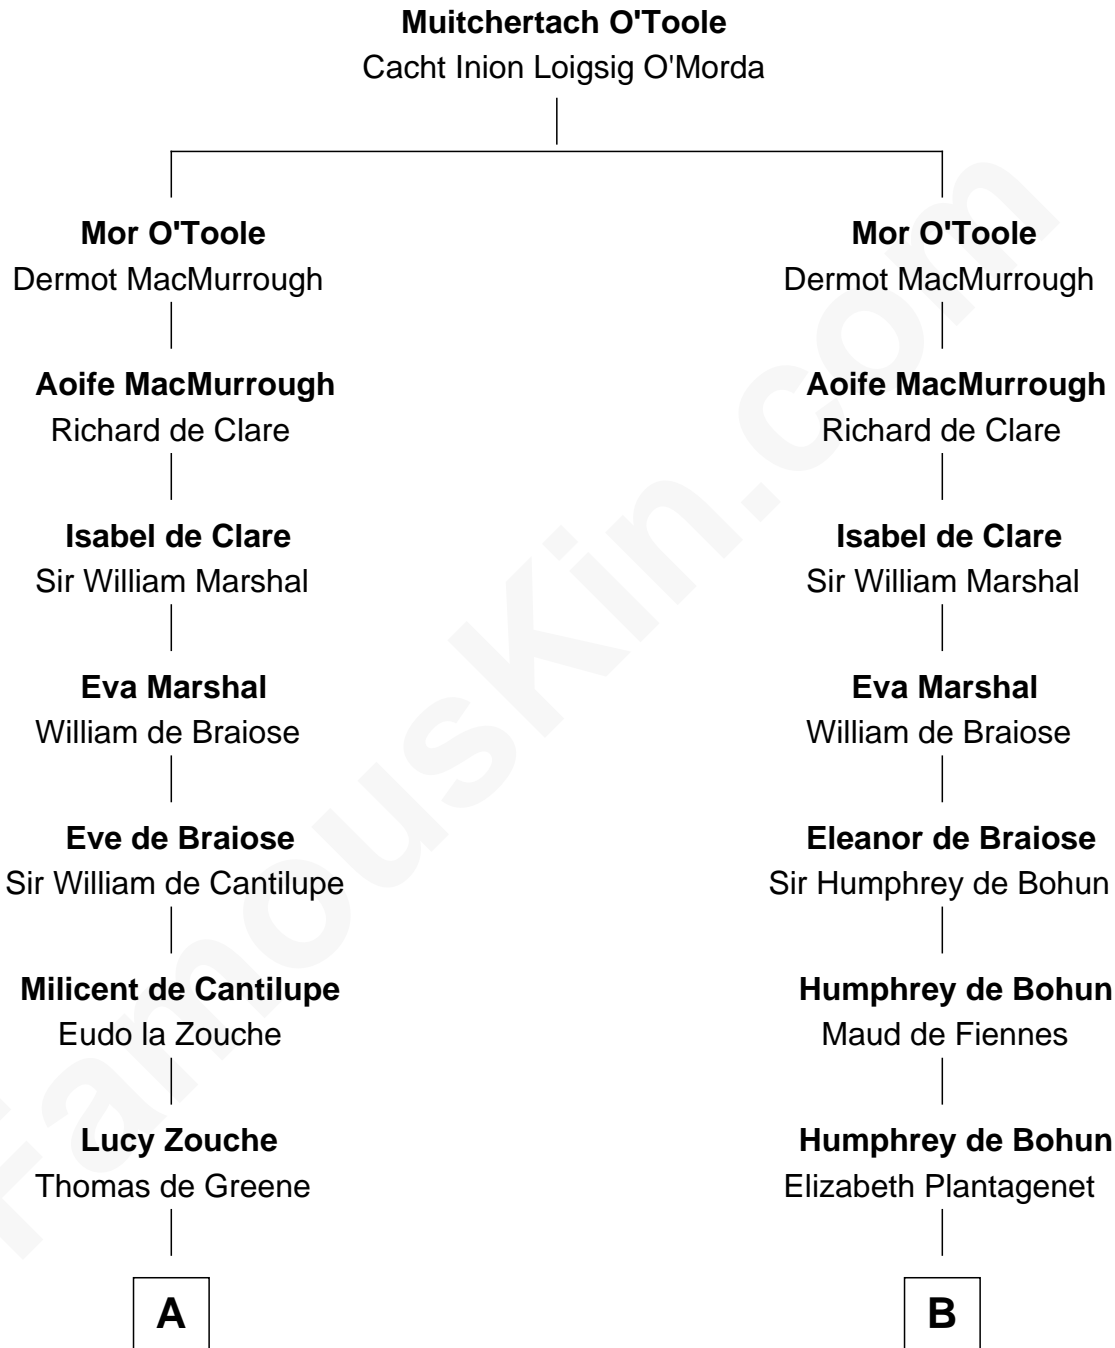 Muitchertach O'Toole
Cacht Inion Loigsig O'Morda
Mor O'Toole
Dermot MacMurrough
Aoife MacMurrough
Richard de Clare
Isabel de Clare
Sir William Marshal
Eva Marshal
William de Braiose
Eve de Braiose
Sir William de Cantilupe
Milicent de Cantilupe
Eudo la Zouche
Lucy Zouche
Thomas de Greene
A
Mor O'Toole
Dermot MacMurrough
Aoife MacMurrough
Richard de Clare
Isabel de Clare
Sir William Marshal
Eva Marshal
William de Braiose
Eleanor de Braiose
Sir Humphrey de Bohun
Humphrey de Bohun
Maud de Fiennes
Humphrey de Bohun
Elizabeth Plantagenet
B
FamousKin.com